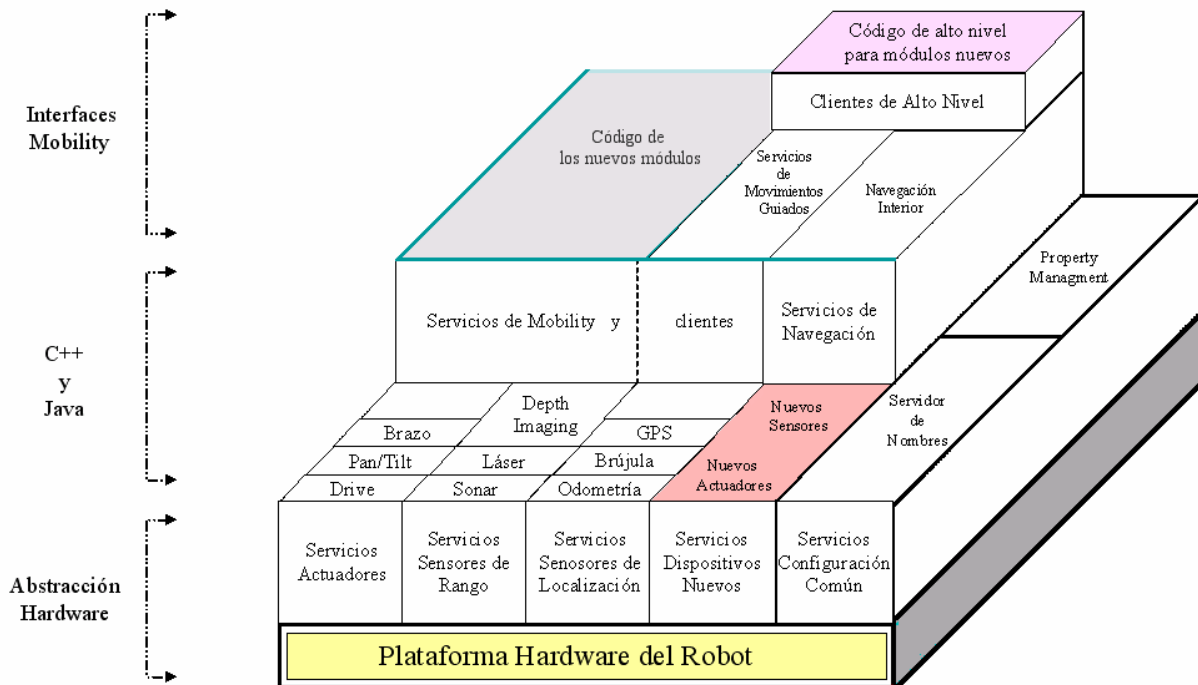 Interfaces
Mobility
C++
y
Java
Abstracción
Hardware
Código de alto nivel
para módulos nuevos
Clientes de Alto Nivel
Código de
los nuevos módulos
Servicios
de
Movimientos
Guiados
Navegación
Interior
Property
Managment
Servicios de Mobility y
clientes
Servicios de
Navegación
Depth
Imaging
Brazo
GPS
Pan/Tilt
Láser
Brújula
Drive
Sonar
Odometría
Nuevos
Sensores
Nuevos
Actuadores
Servidor
de
Nombres
Servicios
Actuadores
Servicios
Sensores de
Rango
Servicios
Senosores de
Localización
Servicios
Dispositivos
Nuevos
Servicios
Configuración
Común
Plataforma Hardware del Robot